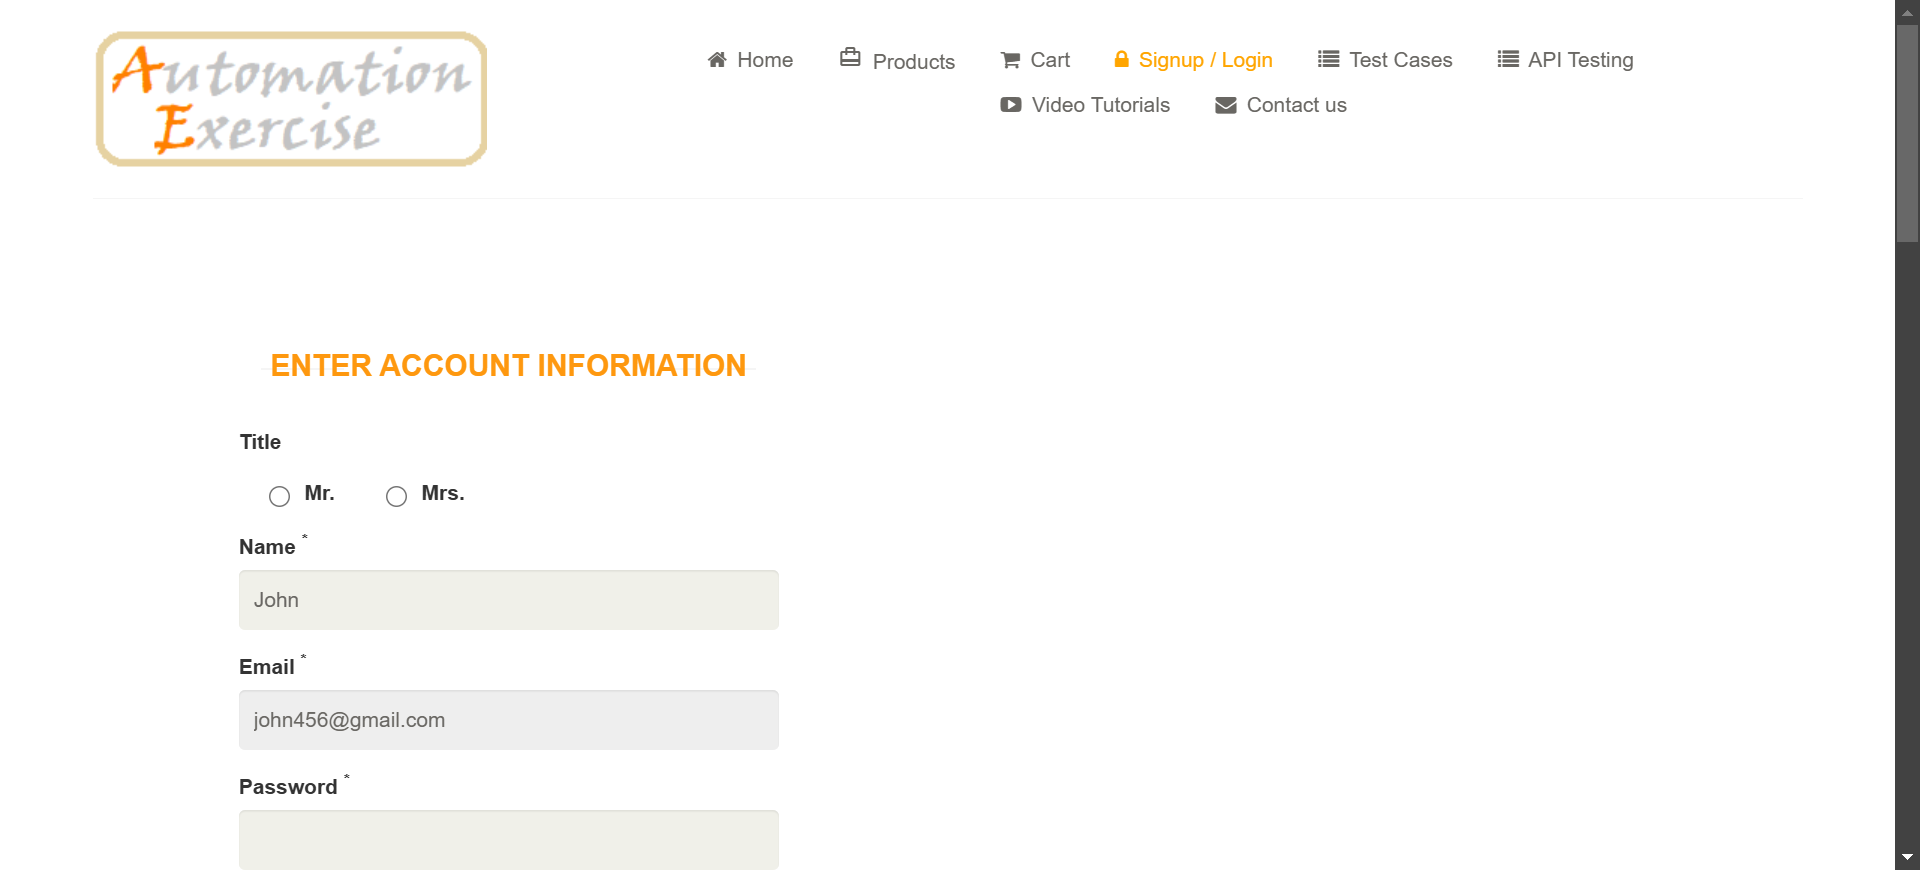 Automation
Exercise
Home Products Cart Signup / Login Test Cases API Testing
Video Tutorials Contact us
ENTER ACCOUNT INFORMATION
Title
Mr. Mrs.
Name *
John
Email *
john456@gmail.com
Password *